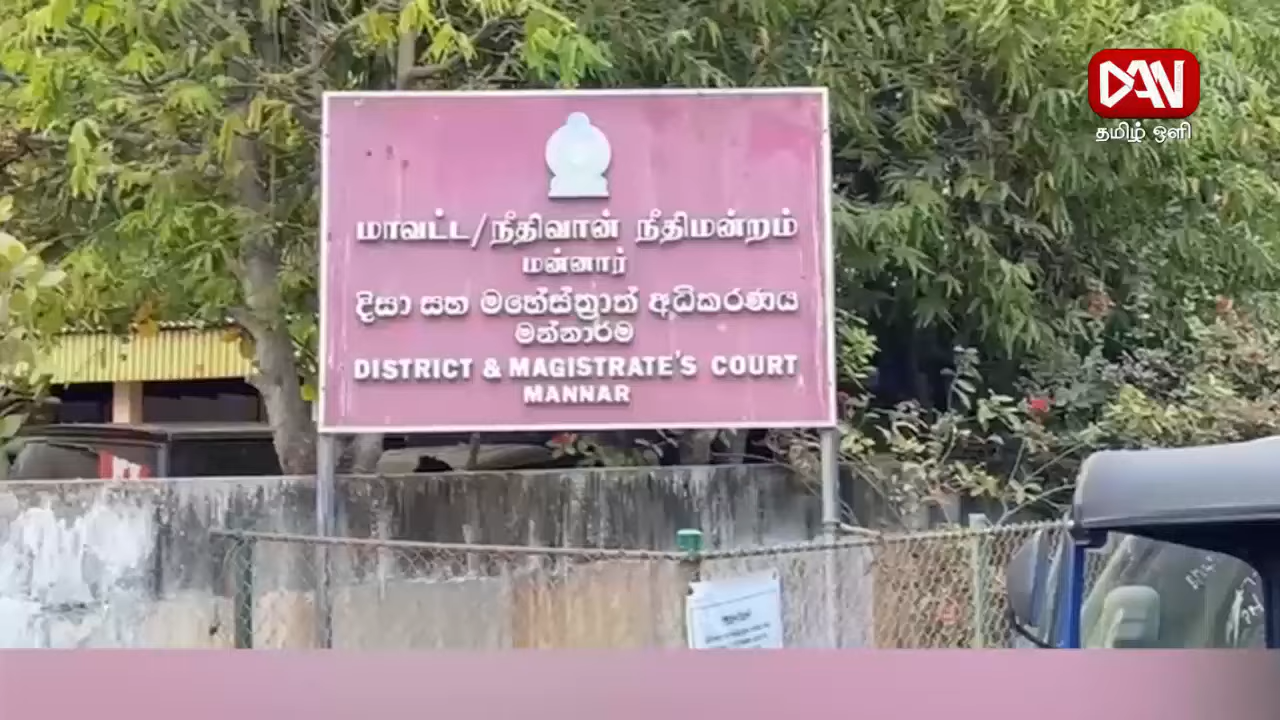 DAN
தமிழ் ஒளி
மாவட்ட/நீதிவான் நீதிமன்றம்
மன்னார்
දිසා සහ මහේස්ත්‍රාත් අධිකරණය
මන්නාරම
DISTRICT & MAGISTRATE'S COURT
MANNAR